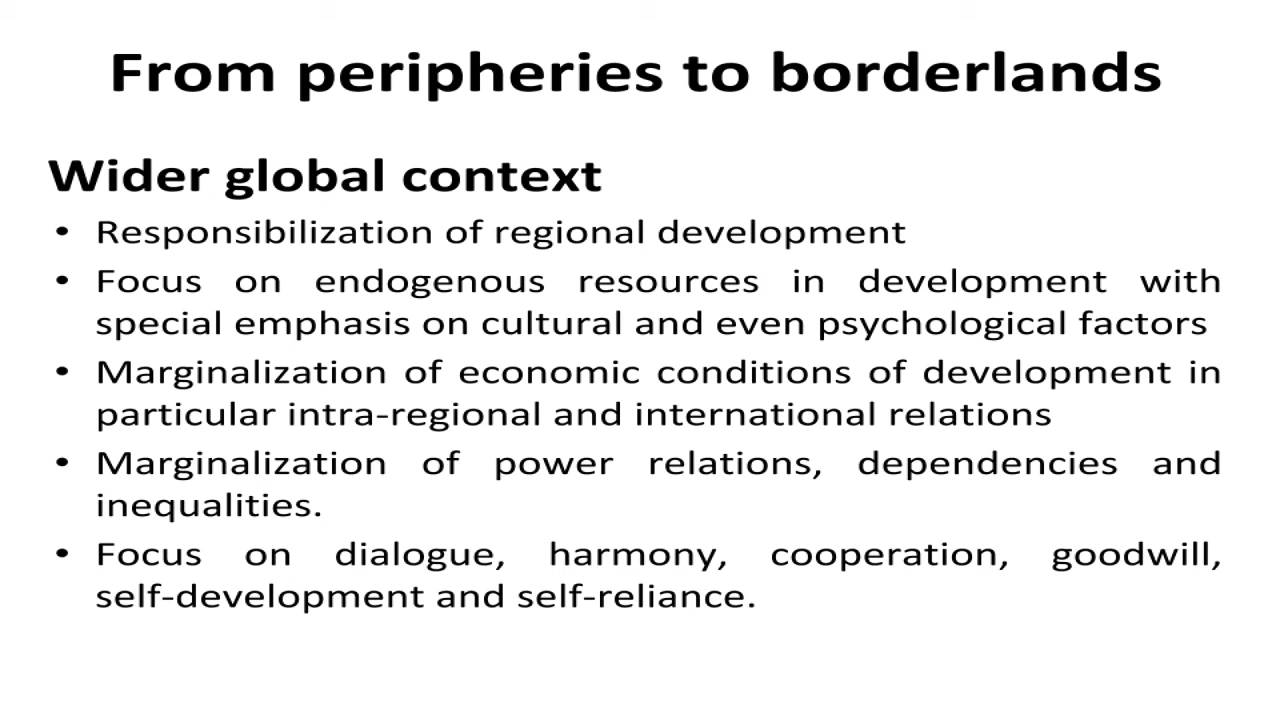 From peripheries to borderlands
Wider global context
• Responsibilization of regional development
• Focus on endogenous resources in development with
special emphasis on cultural and even psychological factors
• Marginalization of economic conditions of development in
particular intra-regional and international relations
• Marginalization of power relations, dependencies and
inequalities.
• Focus on dialogue, harmony, cooperation, goodwill,
self-development and self-reliance.